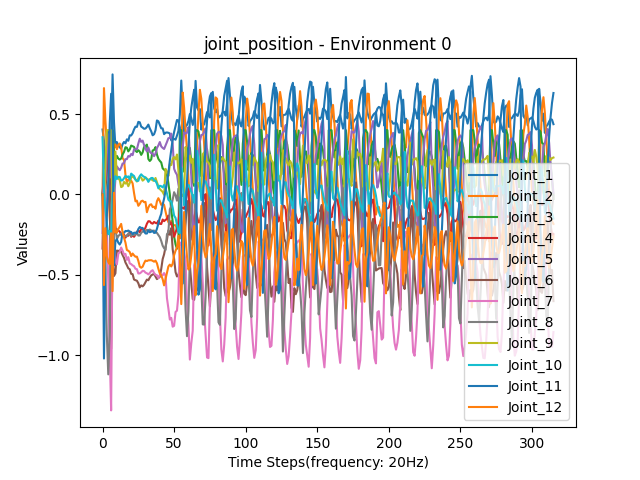 joint_position - Environment 0
Values
0.5
0.0
−0.5
−1.0
0
50
100
150
200
250
300
Time Steps(frequency: 20Hz)
Joint_1
Joint_2
Joint_3
Joint_4
Joint_5
Joint_6
Joint_7
Joint_8
Joint_9
Joint_10
Joint_11
Joint_12